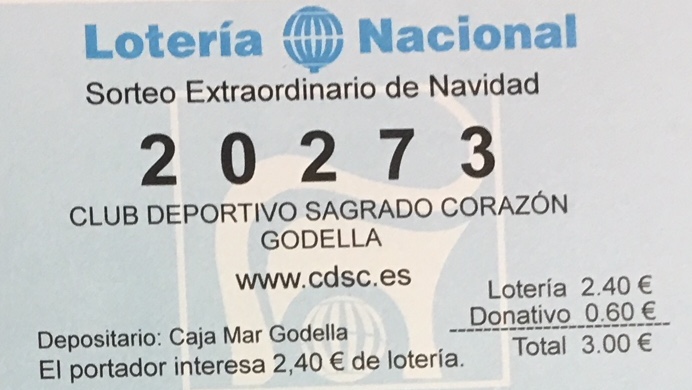 Lotería Nacional
Sorteo Extraordinario de Navidad
2 0 2 7 3
CLUB DEPORTIVO SAGRADO CORAZÓN
GODELLA
www.cdsc.es
Lotería 2.40 €
Donativo 0.60 €
Total 3.00 €
Depositario: Caja Mar Godella
El portador interesa 2,40 € de lotería.